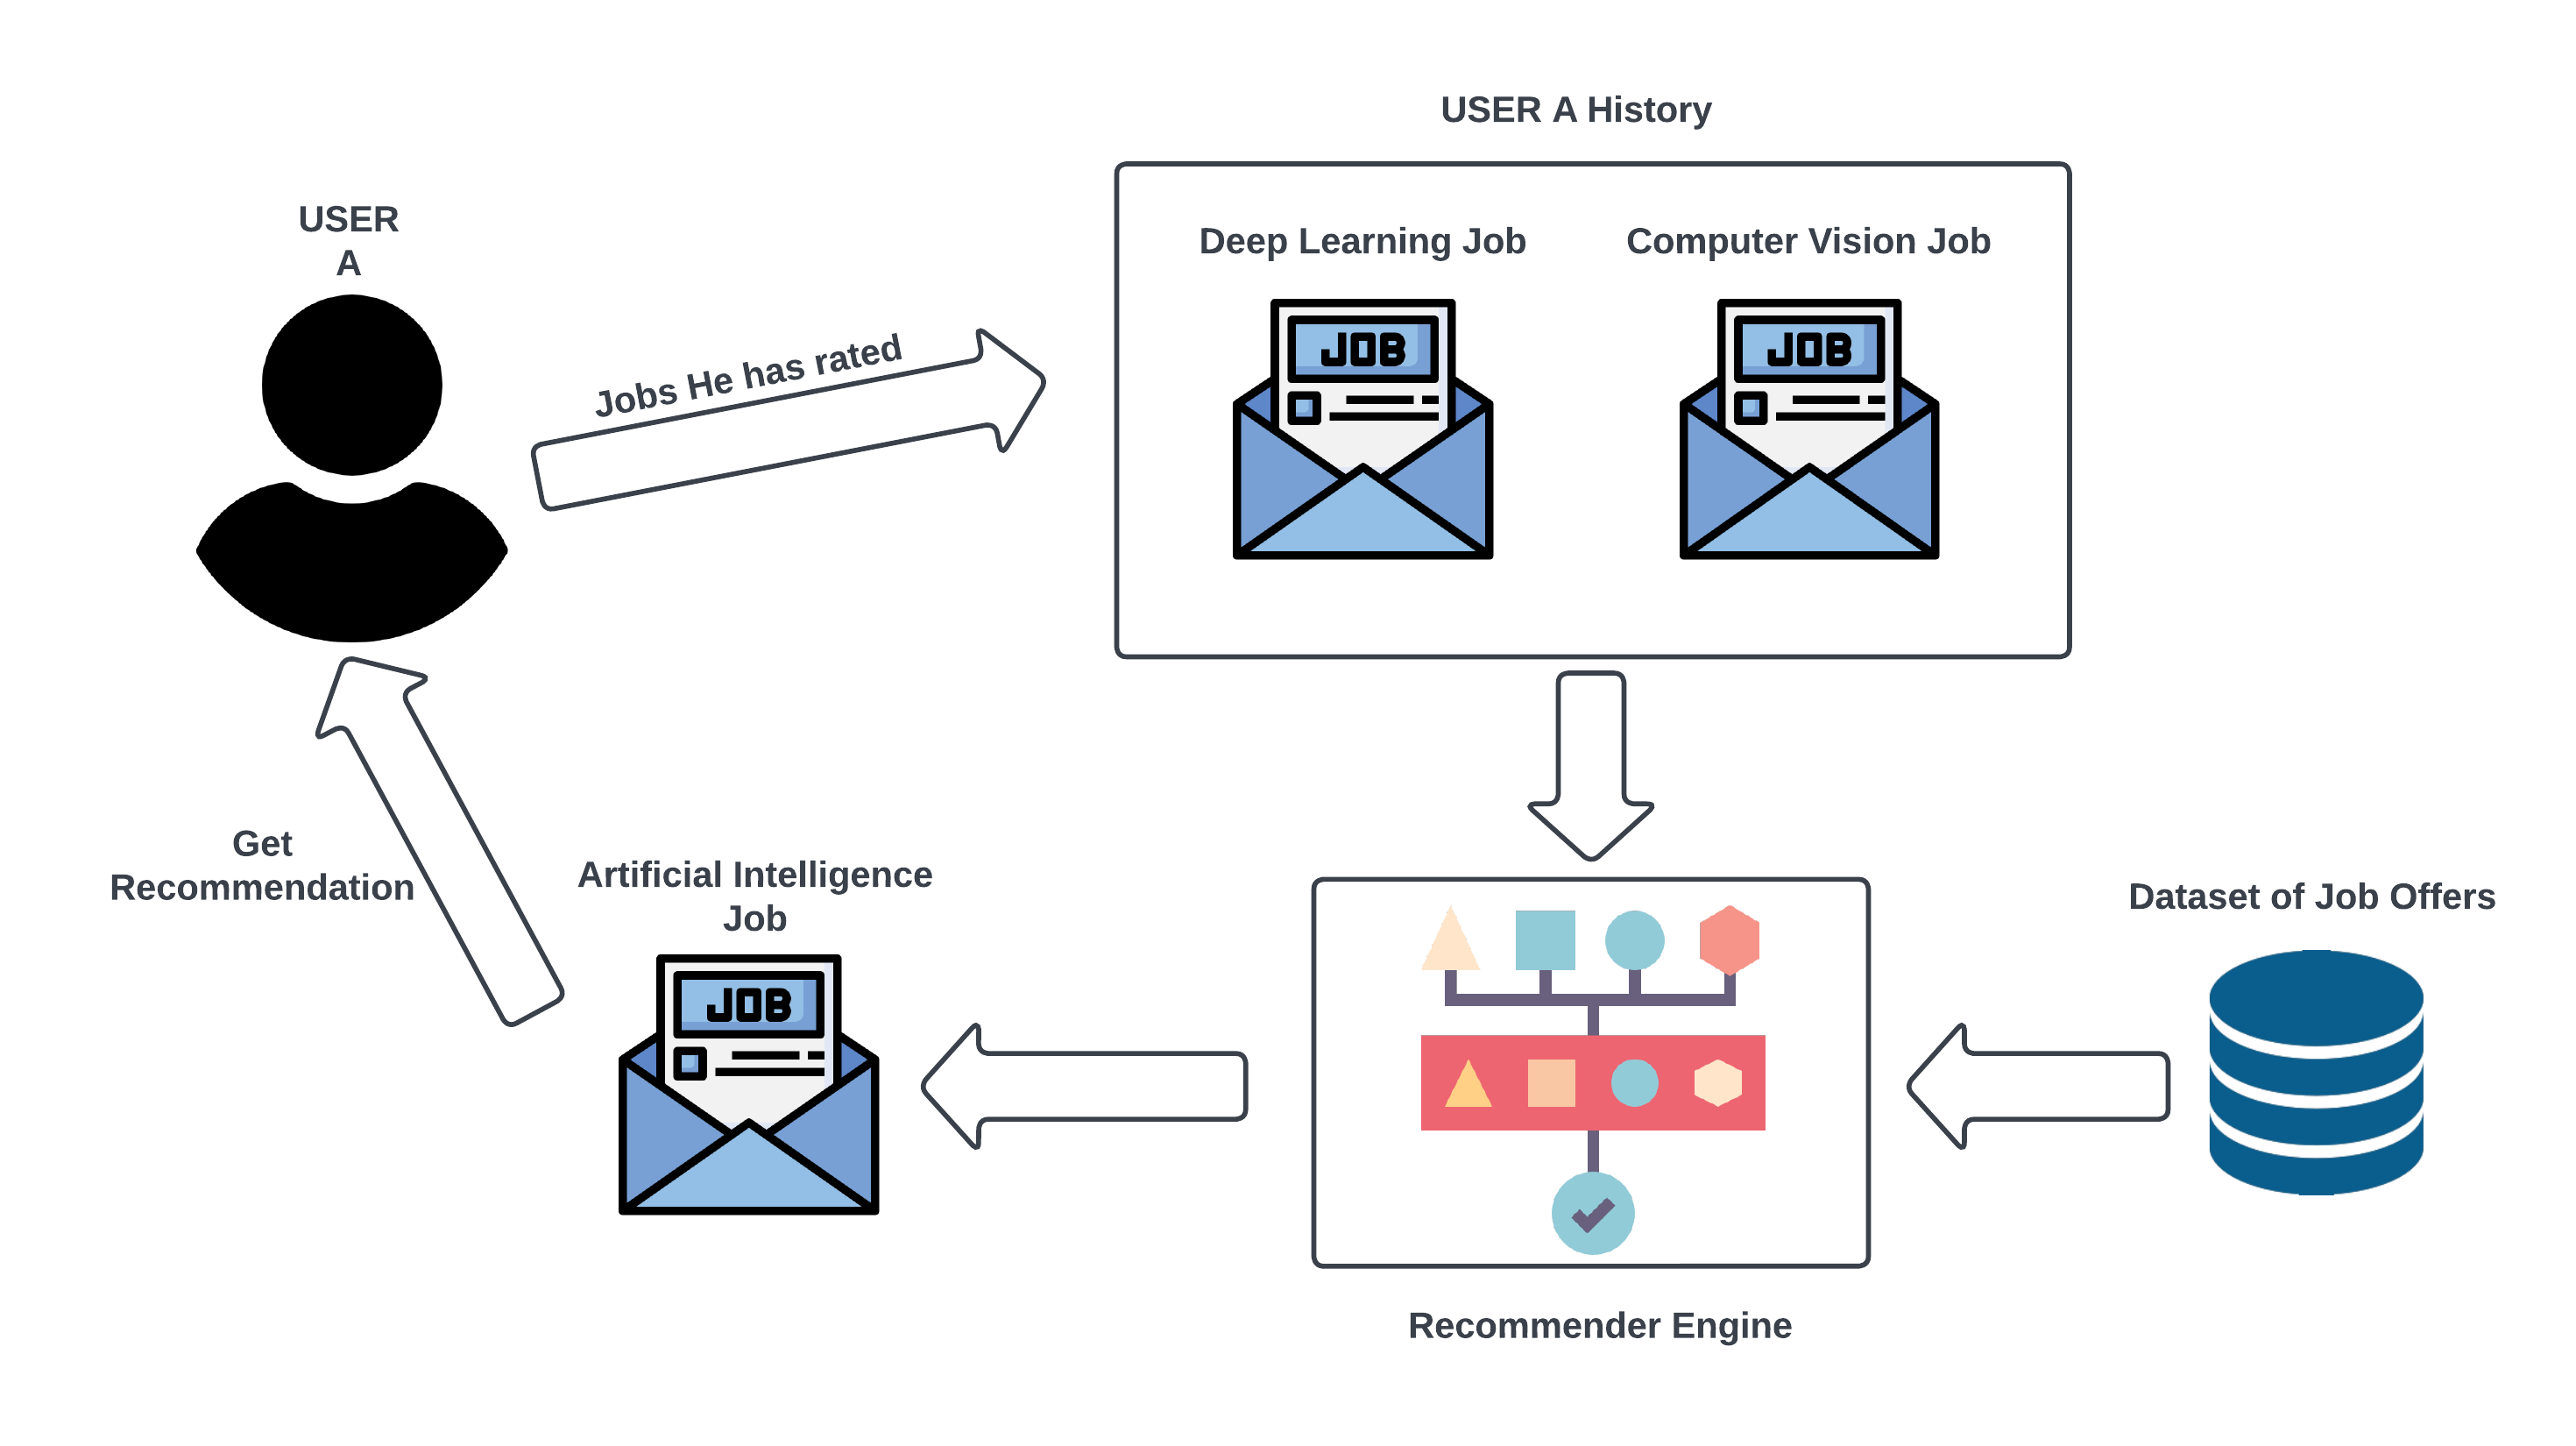 USER A History
USER
A
Deep Learning Job
Computer Vision Job
JOB
JOB
Jobs He has rated
Get
Recommendation
Artificial Intelligence
Job
JOB
Dataset of Job Offers
Recommender Engine